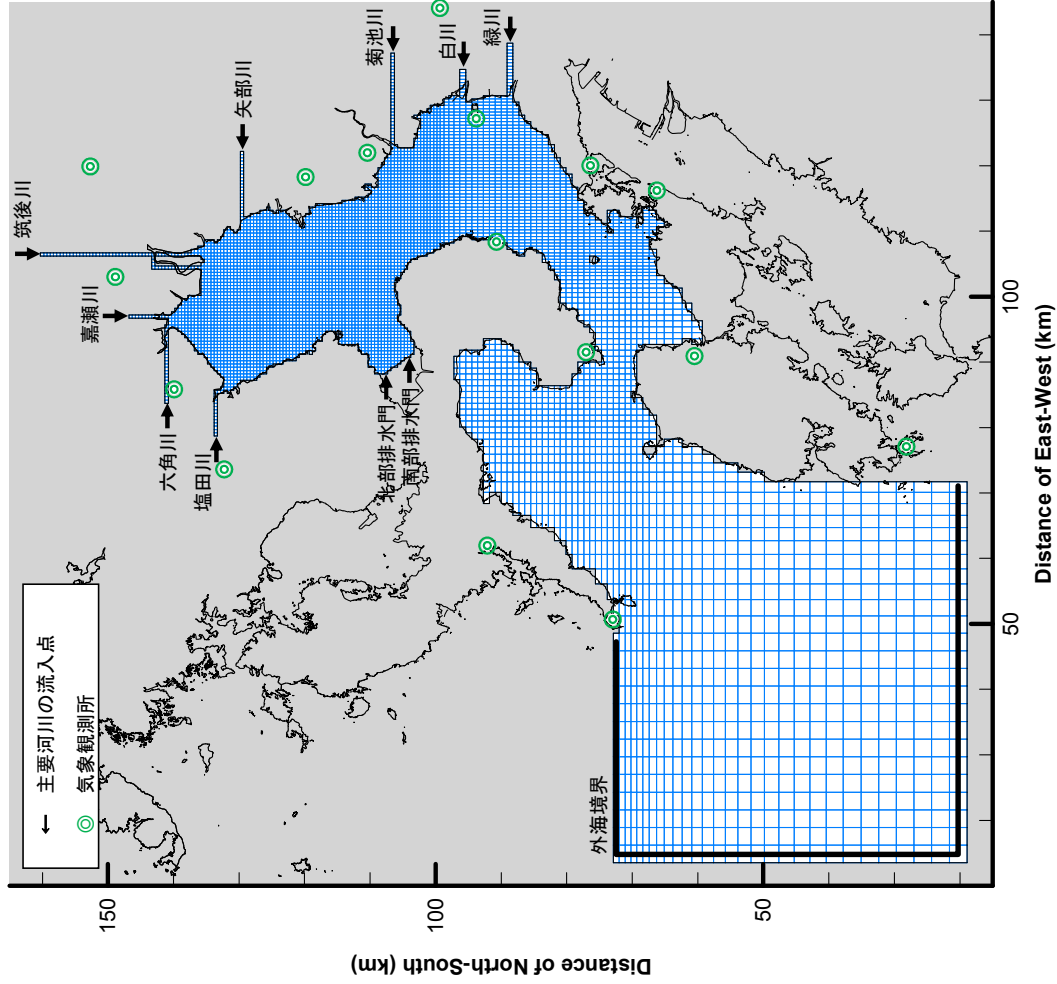 主要河川の流入点
気象観測所
筑後川
嘉瀬川
六角川
塩田川
矢部川
菊池川
白川
緑川
北部排水門
南部排水門
外海境界
150
100
50
Distance of North-South (km)
50
100
Distance of East-West (km)